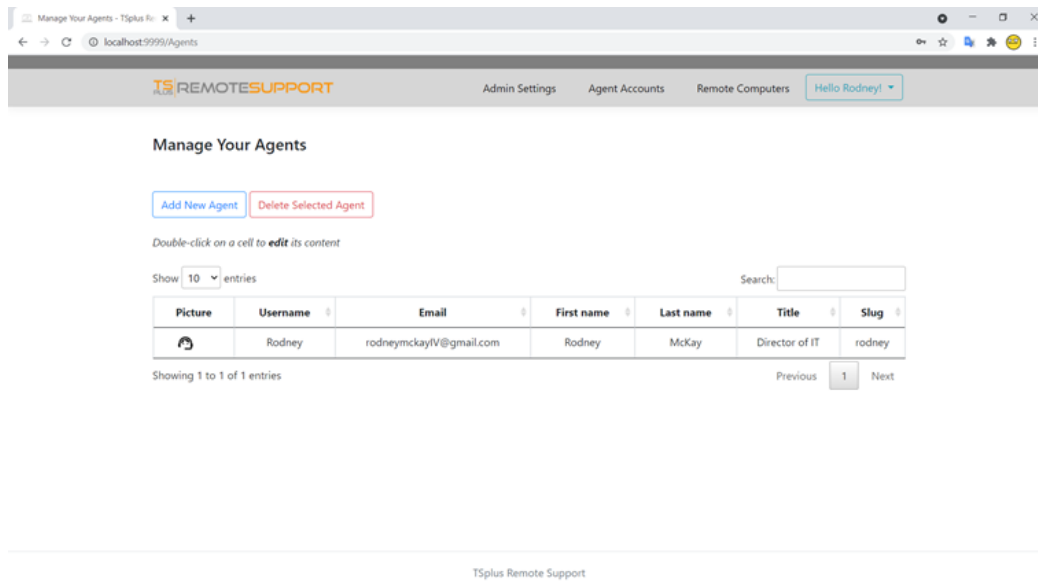 Manage Your Agents - TSplus Re
localhost:9999/Agents
TSPLUS REMOTESUPPORT
Admin Settings
Agent Accounts
Remote Computers
Hello Rodney!
Manage Your Agents
Add New Agent
Delete Selected Agent
Double-click on a cell to edit its content
Show 10 entries
Search:
Picture Username Email First name Last name Title Slug
Rodney rodneymckayIV@gmail.com Rodney McKay Director of IT rodney
Showing 1 to 1 of 1 entries
Previous 1 Next
TSplus Remote Support